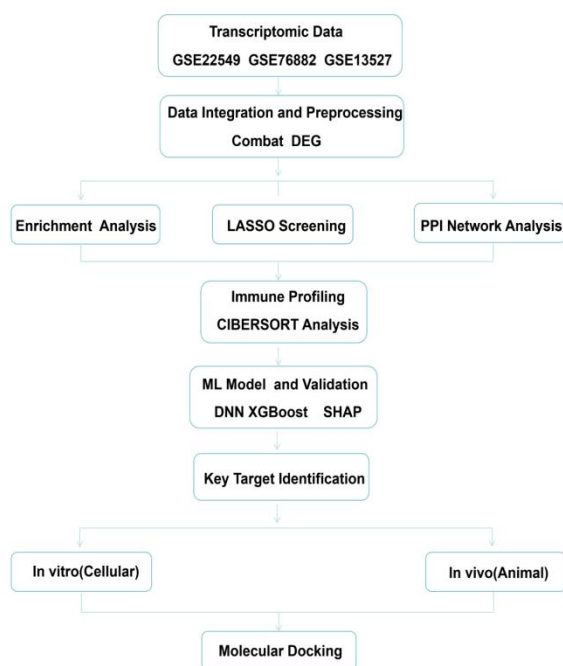 Transcriptomic Data
GSE22549 GSE76882 GSE13527
Data Integration and Preprocessing
Combat DEG
Enrichment Analysis
LASSO Screening
PPI Network Analysis
Immune Profiling
CIBERSORT Analysis
ML Model and Validation
DNN XGBoost SHAP
Key Target Identification
In vitro(Cellular)
In vivo(Animal)
Molecular Docking